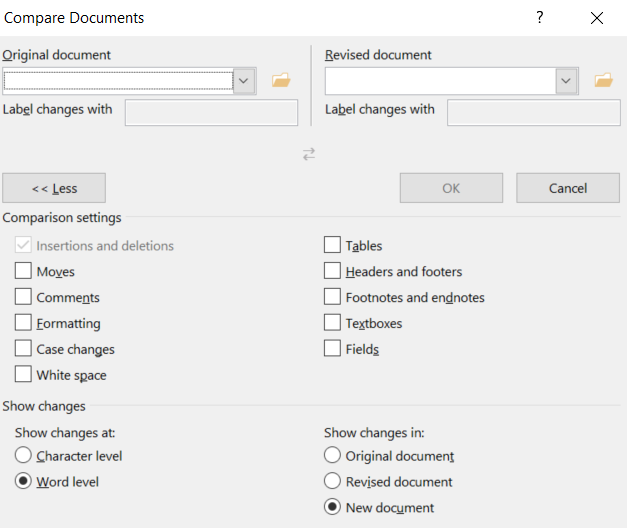 Compare Documents
?
Original document
Revised document
Label changes with
Label changes with
<< Less
OK
Cancel
Comparison settings
Insertions and deletions
Tables
Moves
Headers and footers
Comments
Footnotes and endnotes
Formatting
Textboxes
Case changes
Fields
White space
Show changes
Show changes at:
Show changes in:
Character level
Original document
Word level
Revised document
New document